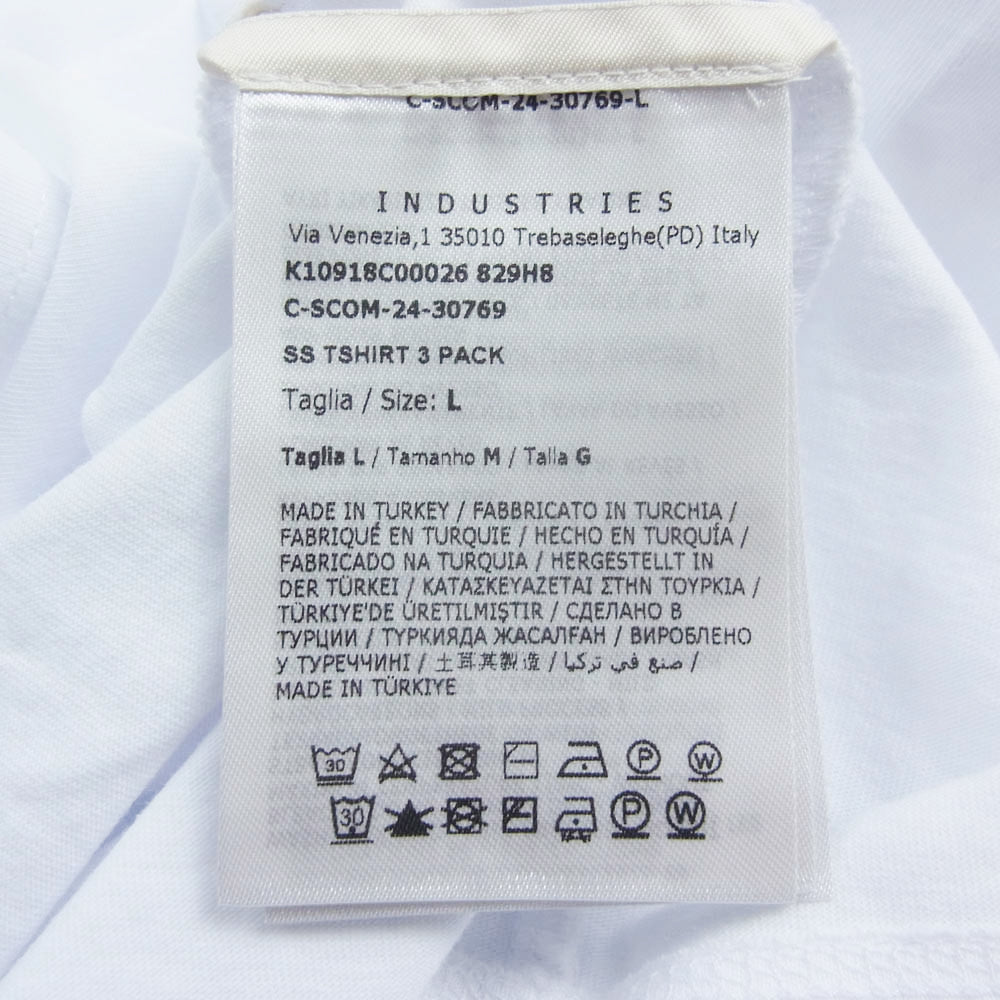 C-SCOM-24-30769-L
INDUSTRIES
Via Venezia,1 35010 Trebaseleghe(PD) Italy
K10918C00026 829H8
C-SCOM-24-30769
SS TSHIRT 3 PACK
Taglia / Size: L
Taglia L / Tamanho M / Talla G
MADE IN TURKEY / FABBRICATO IN TURCHIA /
FABRIQUÉ EN TURQUIE / HECHO EN TURQUÍA /
FABRICADO NA TURQUIA / HERGESTELLT IN
DER TÜRKEI / ΚΑΤΑΣΚΕΥΑΖΕΤΑΙ ΣΤΗΝ ΤΟΥΡΚΙΑ /
TÜRKIYE'DE ÜRETILMIŞTIR / СДЕЛАНО В
ТУРЦИИ / ТҮРКИЯДА ЖАСАЛҒАН / ВИРОБЛЕНО
У ТУРЕЧЧИНІ / 土耳其製造 / صنع في تركيا /
MADE IN TÜRKIYE
30 P W
30 P W